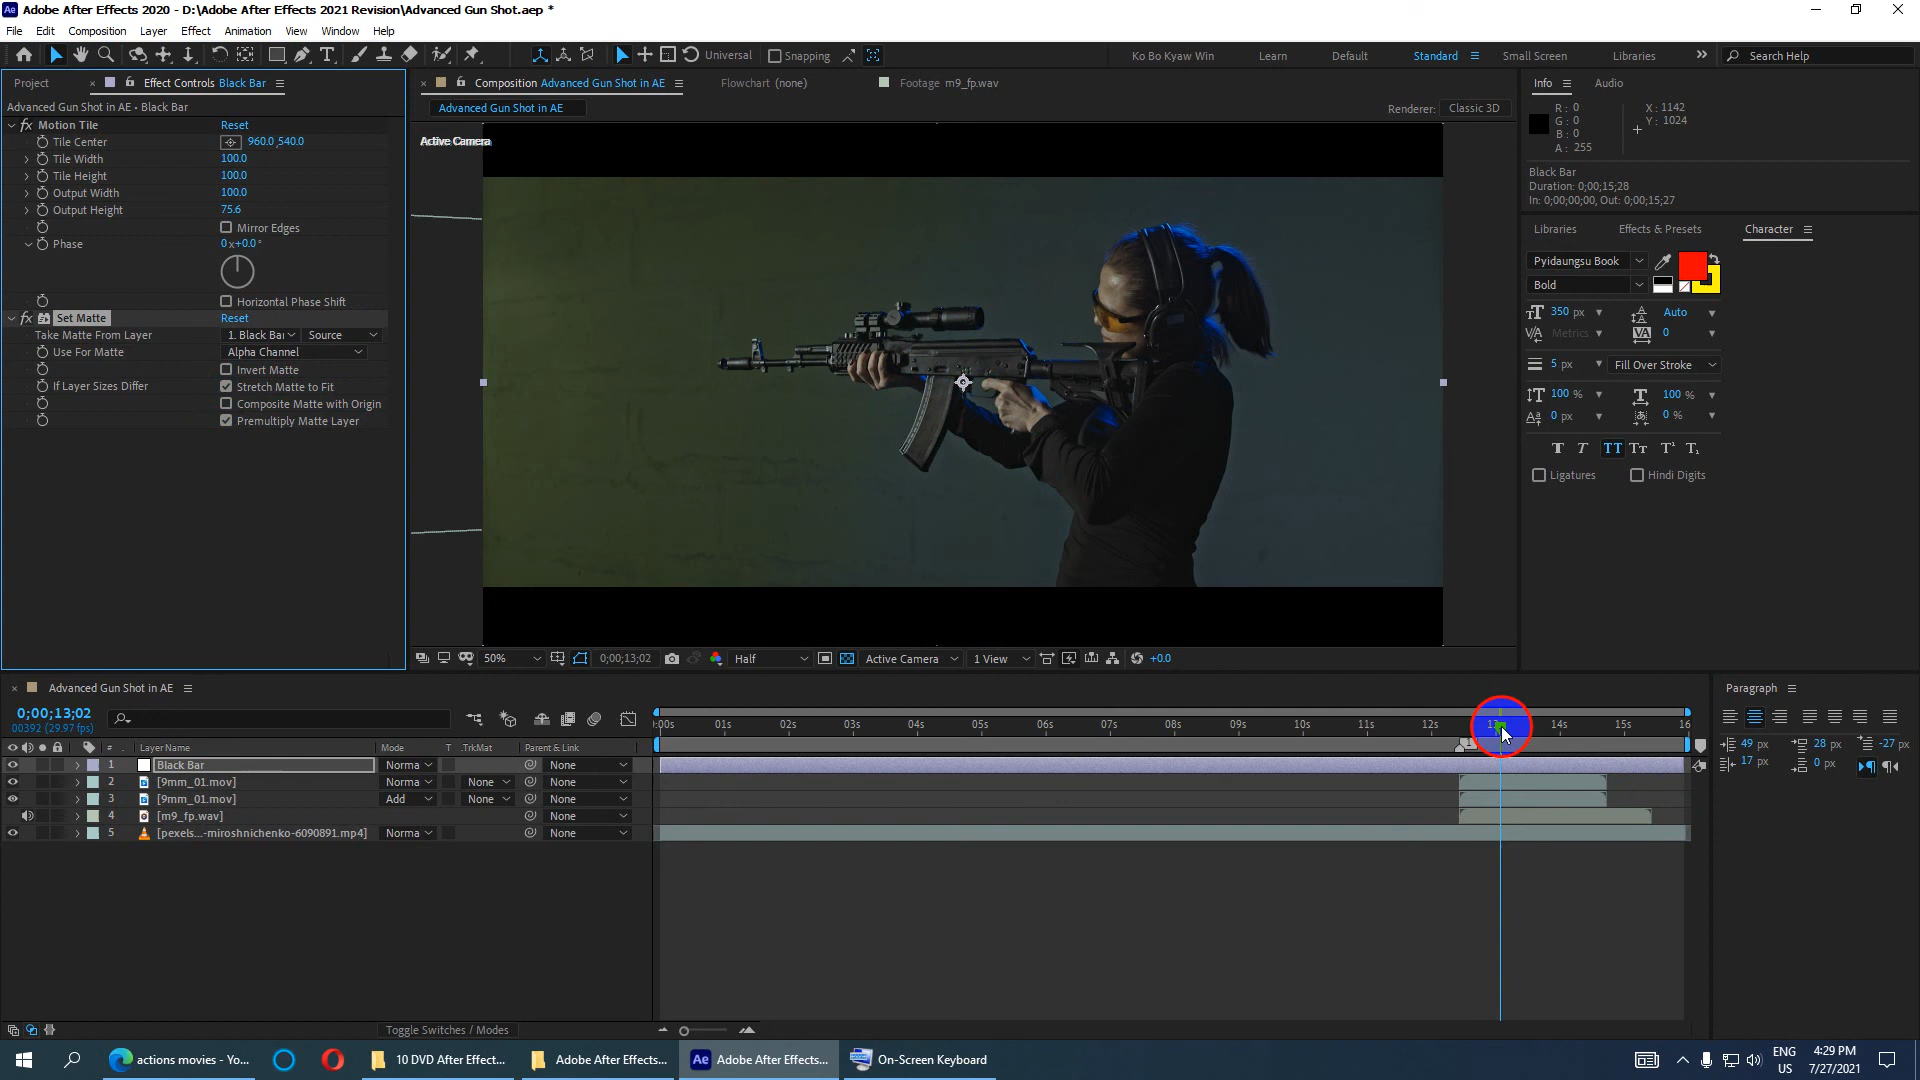 Adobe After Effects 2020 - D:\Adobe After Effects 2021 Revision\Advanced Gun Shot.aep *
File Edit Composition Layer Effect Animation View Window Help
Universal Snapping Ko Bo Kyaw Win Learn Default Standard Small Screen Libraries Search Help
Project Effect Controls Black Bar Composition Advanced Gun Shot in AE Flowchart (none) Footage m9_fp.wav Info Audio
Advanced Gun Shot in AE • Black Bar
Advanced Gun Shot in AE Renderer: Classic 3D
fx Motion Tile Reset
Tile Center 960.0,540.0
Tile Width 100.0
Tile Height 100.0
Output Width 100.0
Output Height 75.6
Mirror Edges
Phase 0x+0.0°
Horizontal Phase Shift
fx Set Matte Reset
Take Matte From Layer 1. Black Bar Source
Use For Matte Alpha Channel
Invert Matte
If Layer Sizes Differ Stretch Matte to Fit
Composite Matte with Origin
Premultiply Matte Layer
Active Camera
50% 0;00;13;02 Half Active Camera 1 View +0.0
R: 0
G: 0
B: 0
A: 255
X: 1142
Y: 1024
Black Bar
Duration: 0;00;15;28
In: 0;00;00;00, Out: 0;00;15;27
Libraries Effects & Presets Character
Pyidaungsu Book
Bold
350 px Auto
Metrics 0
5 px Fill Over Stroke
100 % 100 %
0 px 0 %
T T TT Tt T¹ T₁
Ligatures Hindi Digits
Advanced Gun Shot in AE
0;00;13;02
00392 (29.97 fps)
:00s 01s 02s 03s 04s 05s 06s 07s 08s 09s 10s 11s 12s 14s 15s 16
# Layer Name Mode T .TrkMat Parent & Link
1 Black Bar Norma None
2 [9mm_01.mov] Norma None None
3 [9mm_01.mov] Add None None
4 [m9_fp.wav] None
5 [pexels...-miroshnichenko-6090891.mp4] Norma None
Toggle Switches / Modes
Paragraph
49 px 28 px -27 px
17 px 0 px
actions movies - Yo... 10 DVD After Effect... Adobe After Effects... Ae Adobe After Effects... On-Screen Keyboard
ENG
US
4:29 PM
7/27/2021